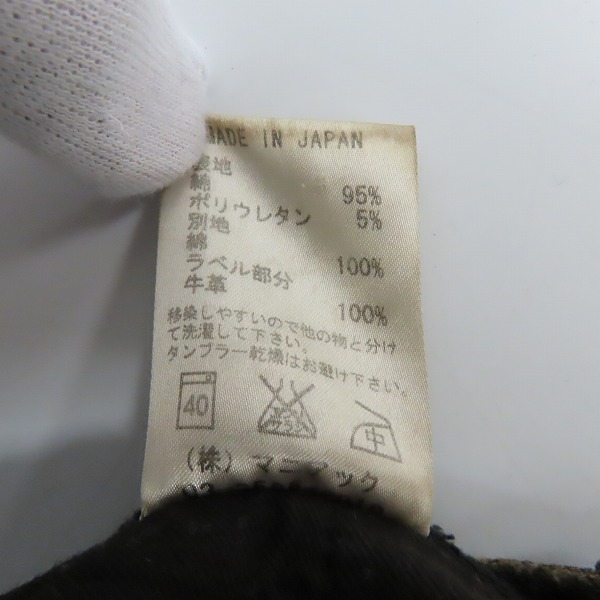 MADE IN JAPAN
表地
綿 95%
ポリウレタン 5%
別地
綿 100%
ラベル部分
牛革 100%
移染しやすいので他の物と分け
て洗濯して下さい。
タンブラー乾燥はお避け下さい。
40 中
(株) マニアック